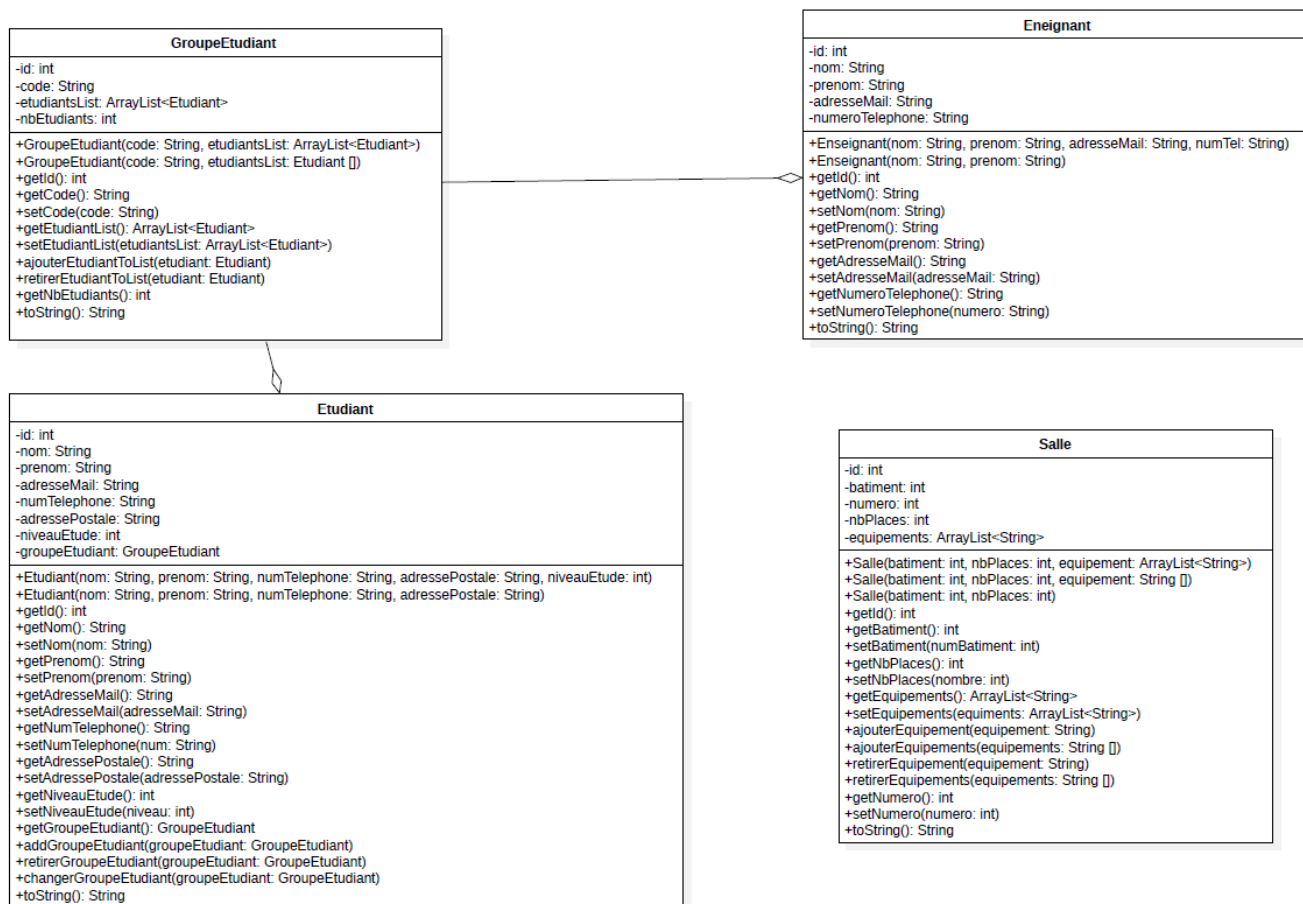 GroupeEtudiant
-id: int
-code: String
-etudiantsList: ArrayList<Etudiant>
-nbEtudiants: int
+GroupeEtudiant(code: String, etudiantsList: ArrayList<Etudiant>)
+GroupeEtudiant(code: String, etudiantsList: Etudiant [])
+getId(): int
+getCode(): String
+setCode(code: String)
+getEtudiantList(): ArrayList<Etudiant>
+setEtudiantList(etudiantsList: ArrayList<Etudiant>)
+ajouterEtudiantToList(etudiant: Etudiant)
+retirerEtudiantToList(etudiant: Etudiant)
+getNbEtudiants(): int
+toString(): String
Eneignant
-id: int
-nom: String
-prenom: String
-adresseMail: String
-numeroTelephone: String
+Enseignant(nom: String, prenom: String, adresseMail: String, numTel: String)
+Enseignant(nom: String, prenom: String)
+getId(): int
+getNom(): String
+setNom(nom: String)
+getPrenom(): String
+setPrenom(prenom: String)
+getAdresseMail(): String
+setAdresseMail(adresseMail: String)
+getNumeroTelephone(): String
+setNumeroTelephone(numero: String)
+toString(): String
Etudiant
-id: int
-nom: String
-prenom: String
-adresseMail: String
-numTelephone: String
-adressePostale: String
-niveauEtude: int
-groupeEtudiant: GroupeEtudiant
+Etudiant(nom: String, prenom: String, numTelephone: String, adressePostale: String, niveauEtude: int)
+Etudiant(nom: String, prenom: String, numTelephone: String, adressePostale: String)
+getId(): int
+getNom(): String
+setNom(nom: String)
+getPrenom(): String
+setPrenom(prenom: String)
+getAdresseMail(): String
+setAdresseMail(adresseMail: String)
+getNumTelephone(): String
+setNumTelephone(num: String)
+getAdressePostale(): String
+setAdressePostale(adressePostale: String)
+getNiveauEtude(): int
+setNiveauEtude(niveau: int)
+getGroupeEtudiant(): GroupeEtudiant
+addGroupeEtudiant(groupeEtudiant: GroupeEtudiant)
+retirerGroupeEtudiant(groupeEtudiant: GroupeEtudiant)
+changerGroupeEtudiant(groupeEtudiant: GroupeEtudiant)
+toString(): String
Salle
-id: int
-batiment: int
-numero: int
-nbPlaces: int
-equipements: ArrayList<String>
+Salle(batiment: int, nbPlaces: int, equipement: ArrayList<String>)
+Salle(batiment: int, nbPlaces: int, equipement: String [])
+Salle(batiment: int, nbPlaces: int)
+getId(): int
+getBatiment(): int
+setBatiment(numBatiment: int)
+getNbPlaces(): int
+setNbPlaces(nombre: int)
+getEquipements(): ArrayList<String>
+setEquipements(equiments: ArrayList<String>)
+ajouterEquipement(equipement: String)
+ajouterEquipements(equipements: String [])
+retirerEquipement(equipement: String)
+retirerEquipements(equipements: String [])
+getNumero(): int
+setNumero(numero: int)
+toString(): String